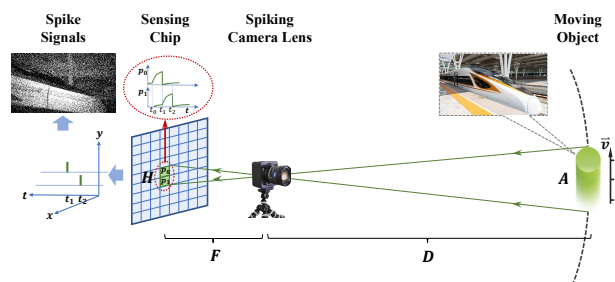 Spike
Signals
Sensing
Chip
Spiking
Camera Lens
Moving
Object
p₀
p₁
t₀ t₁ t₂ t
y
H
p₀
p₁
v⃗
A
t
t₁ t₂
x
F
D